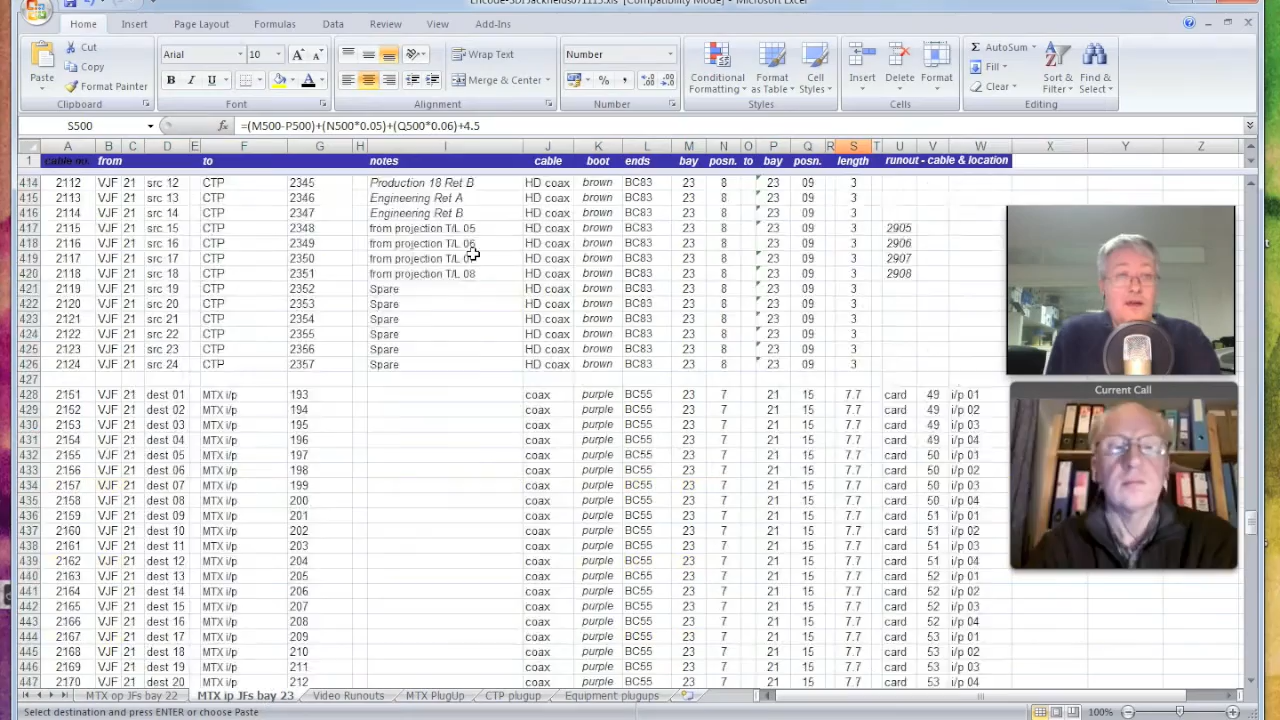 Encode-SDI Jackfields071113.xls [Compatibility Mode] - Microsoft Excel
Home Insert Page Layout Formulas Data Review View Add-Ins
Cut Arial 10 Wrap Text Number AutoSum
Copy Fill
Paste Format Painter Merge & Center Conditional Formatting Format as Table Cell Styles Insert Delete Format Clear Sort & Filter Find & Select
Clipboard Font Alignment Number Styles Cells Editing
S500 fx =(M500-P500)+(N500*0.05)+(Q500*0.06)+4.5
A B C D E F G H I J K L M N O P Q R S T U V W X Y Z
1 cable no. from to notes cable boot ends bay posn. to bay posn. length runout - cable & location
414 2112 VJF 21 src 12 CTP 2345 Production 18 Ret B HD coax brown BC83 23 8 23 09 3
415 2113 VJF 21 src 13 CTP 2346 Engineering Ret A HD coax brown BC83 23 8 23 09 3
416 2114 VJF 21 src 14 CTP 2347 Engineering Ret B HD coax brown BC83 23 8 23 09 3
417 2115 VJF 21 src 15 CTP 2348 from projection T/L 05 HD coax brown BC83 23 8 23 09 3 2905
418 2116 VJF 21 src 16 CTP 2349 from projection T/L 06 HD coax brown BC83 23 8 23 09 3 2906
419 2117 VJF 21 src 17 CTP 2350 from projection T/L HD coax brown BC83 23 8 23 09 3 2907
420 2118 VJF 21 src 18 CTP 2351 from projection T/L 08 HD coax brown BC83 23 8 23 09 3 2908
421 2119 VJF 21 src 19 CTP 2352 Spare HD coax brown BC83 23 8 23 09 3
422 2120 VJF 21 src 20 CTP 2353 Spare HD coax brown BC83 23 8 23 09 3
423 2121 VJF 21 src 21 CTP 2354 Spare HD coax brown BC83 23 8 23 09 3
424 2122 VJF 21 src 22 CTP 2355 Spare HD coax brown BC83 23 8 23 09 3
425 2123 VJF 21 src 23 CTP 2356 Spare HD coax brown BC83 23 8 23 09 3
426 2124 VJF 21 src 24 CTP 2357 Spare HD coax brown BC83 23 8 23 09 3
427
Current Call
428 2151 VJF 21 dest 01 MTX i/p 193 coax purple BC55 23 7 21 15 7.7 card 49 i/p 01
429 2152 VJF 21 dest 02 MTX i/p 194 coax purple BC55 23 7 21 15 7.7 card 49 i/p 02
430 2153 VJF 21 dest 03 MTX i/p 195 coax purple BC55 23 7 21 15 7.7 card 49 i/p 03
431 2154 VJF 21 dest 04 MTX i/p 196 coax purple BC55 23 7 21 15 7.7 card 49 i/p 04
432 2155 VJF 21 dest 05 MTX i/p 197 coax purple BC55 23 7 21 15 7.7 card 50 i/p 01
433 2156 VJF 21 dest 06 MTX i/p 198 coax purple BC55 23 7 21 15 7.7 card 50 i/p 02
434 2157 VJF 21 dest 07 MTX i/p 199 coax purple BC55 23 7 21 15 7.7 card 50 i/p 03
435 2158 VJF 21 dest 08 MTX i/p 200 coax purple BC55 23 7 21 15 7.7 card 50 i/p 04
436 2159 VJF 21 dest 09 MTX i/p 201 coax purple BC55 23 7 21 15 7.7 card 51 i/p 01
437 2160 VJF 21 dest 10 MTX i/p 202 coax purple BC55 23 7 21 15 7.7 card 51 i/p 02
438 2161 VJF 21 dest 11 MTX i/p 203 coax purple BC55 23 7 21 15 7.7 card 51 i/p 03
439 2162 VJF 21 dest 12 MTX i/p 204 coax purple BC55 23 7 21 15 7.7 card 51 i/p 04
440 2163 VJF 21 dest 13 MTX i/p 205 coax purple BC55 23 7 21 15 7.7 card 52 i/p 01
441 2164 VJF 21 dest 14 MTX i/p 206 coax purple BC55 23 7 21 15 7.7 card 52 i/p 02
442 2165 VJF 21 dest 15 MTX i/p 207 coax purple BC55 23 7 21 15 7.7 card 52 i/p 03
443 2166 VJF 21 dest 16 MTX i/p 208 coax purple BC55 23 7 21 15 7.7 card 52 i/p 04
444 2167 VJF 21 dest 17 MTX i/p 209 coax purple BC55 23 7 21 15 7.7 card 53 i/p 01
445 2168 VJF 21 dest 18 MTX i/p 210 coax purple BC55 23 7 21 15 7.7 card 53 i/p 02
446 2169 VJF 21 dest 19 MTX i/p 211 coax purple BC55 23 7 21 15 7.7 card 53 i/p 03
447 2170 VJF 21 dest 20 MTX i/p 212 coax purple BC55 23 7 21 15 7.7 card 53 i/p 04
MTX op JFs bay 22 MTX ip JFs bay 23 Video Runouts MTX PlugUp CTP plugup Equipment plugups
Select destination and press ENTER or choose Paste 100%